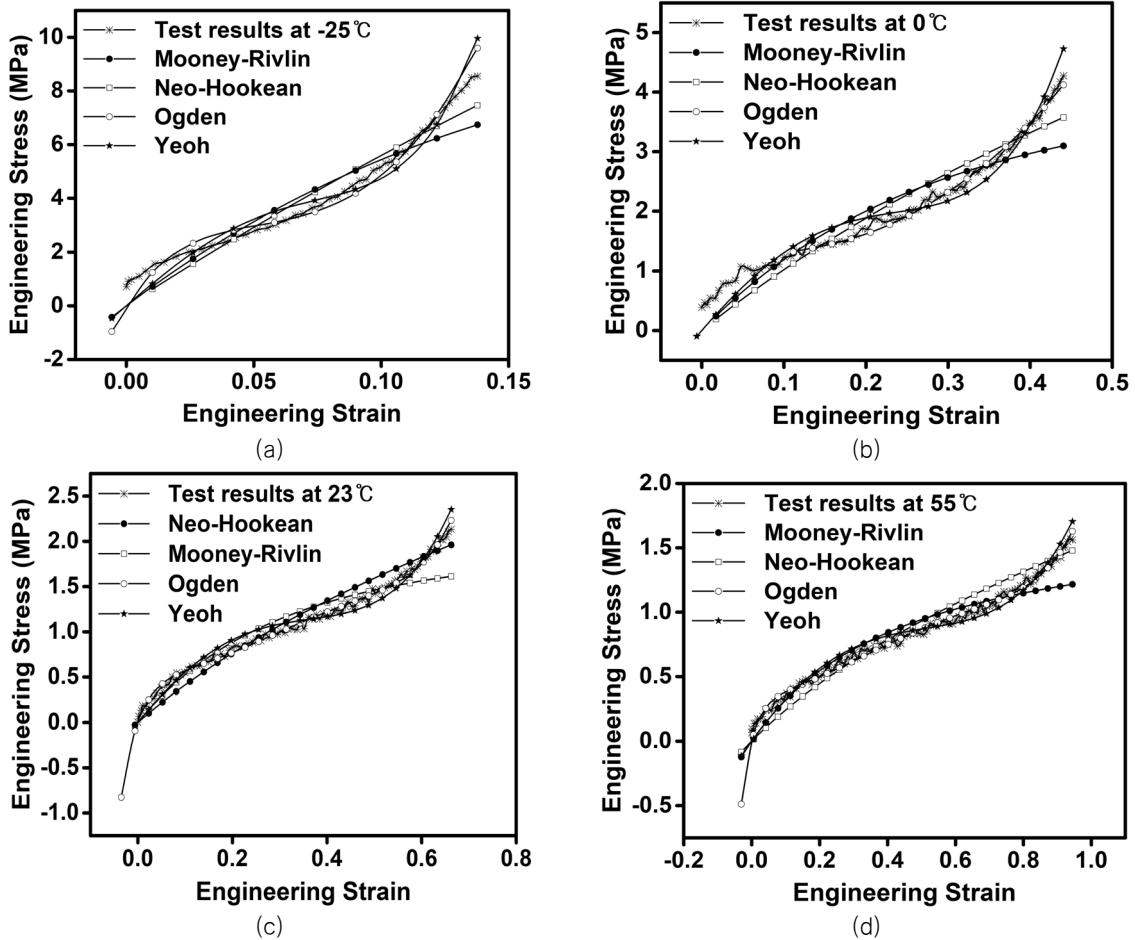 Test results at -25℃
Mooney-Rivlin
Neo-Hookean
Ogden
Yeoh
10
8
6
4
2
0
-2
0.00
0.05
0.10
0.15
Engineering Stress (MPa)
Engineering Strain
(a)
Test results at 0℃
Mooney-Rivlin
Neo-Hookean
Ogden
Yeoh
5
4
3
2
1
0
0.0
0.1
0.2
0.3
0.4
0.5
Engineering Stress (MPa)
Engineering Strain
(b)
Test results at 23℃
Neo-Hookean
Mooney-Rivlin
Ogden
Yeoh
2.5
2.0
1.5
1.0
0.5
0.0
-0.5
-1.0
0.0
0.2
0.4
0.6
0.8
Engineering Stress (MPa)
Engineering Strain
(c)
Test results at 55℃
Mooney-Rivlin
Neo-Hookean
Ogden
Yeoh
2.0
1.5
1.0
0.5
0.0
-0.5
-0.2
0.0
0.2
0.4
0.6
0.8
1.0
Engineering Stress (MPa)
Engineering Strain
(d)